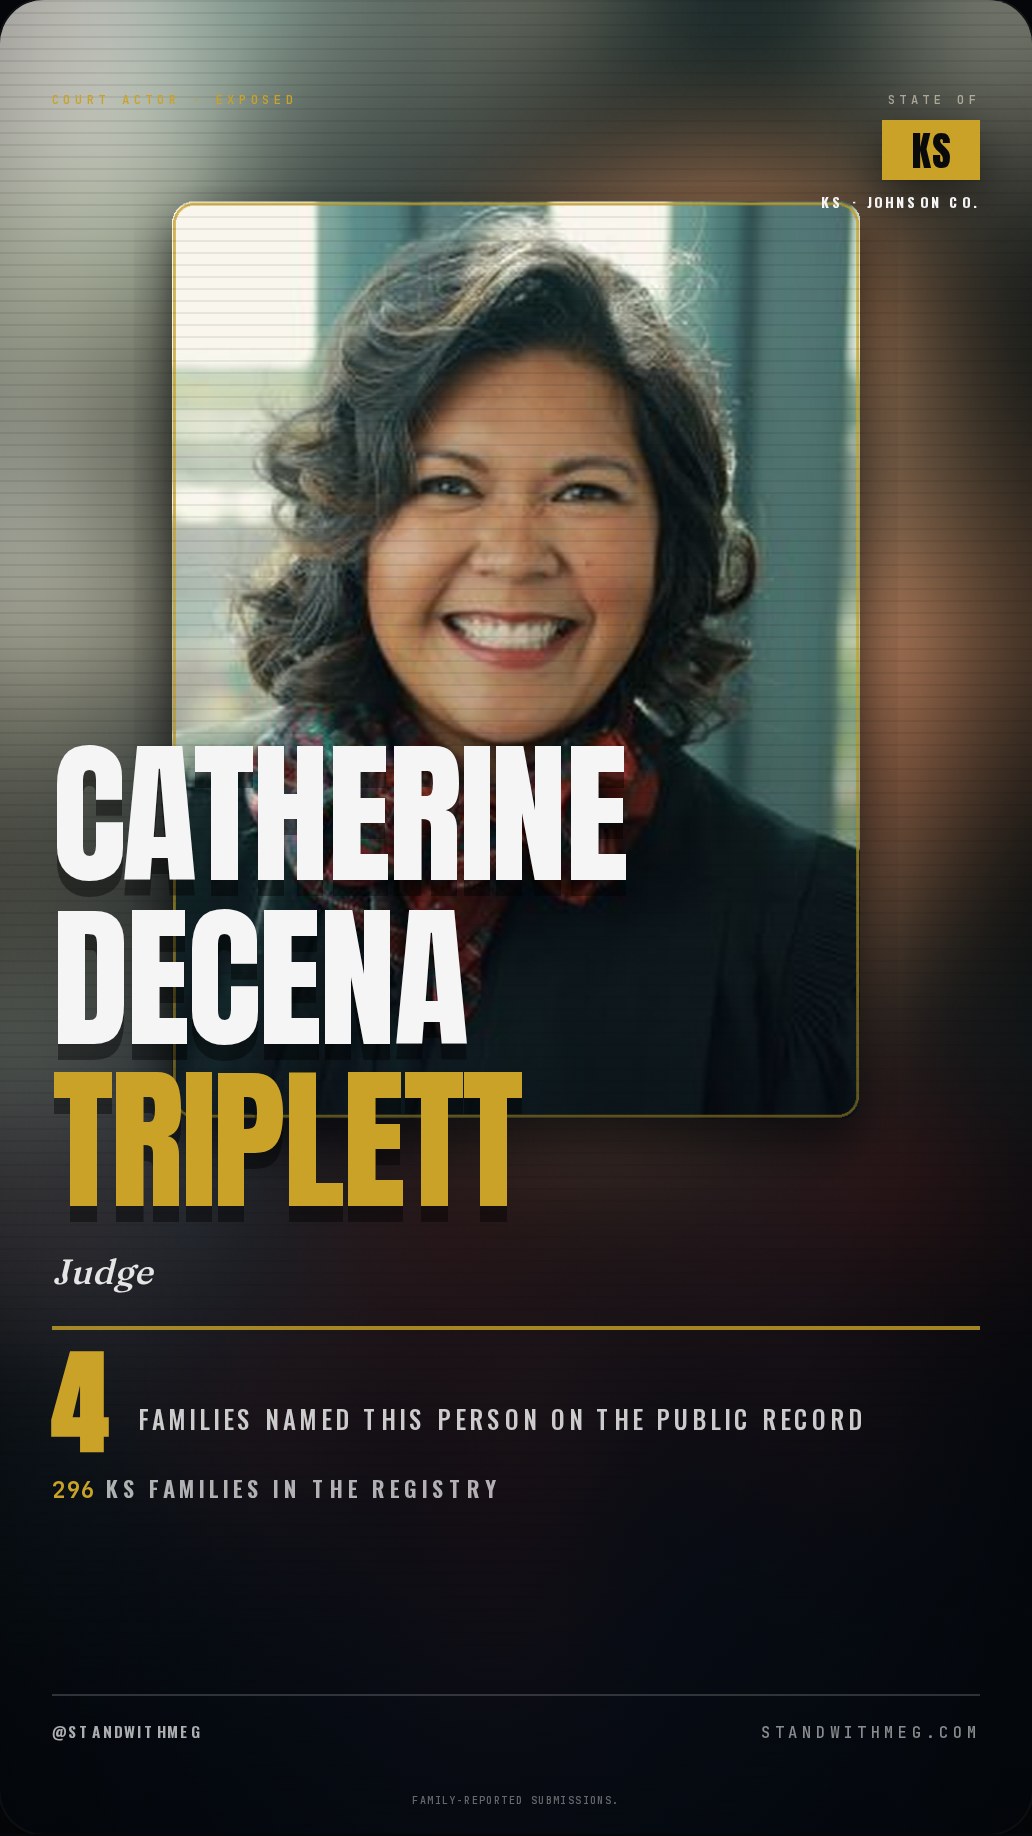 COURT ACTOR · EXPOSED
STATE OF
KS
KS · JOHNSON CO.
CATHERINE
DECENA
TRIPLETT
Judge
4 FAMILIES NAMED THIS PERSON ON THE PUBLIC RECORD
296 KS FAMILIES IN THE REGISTRY
@STANDWITHMEG
STANDWITHMEG.COM
FAMILY-REPORTED SUBMISSIONS.